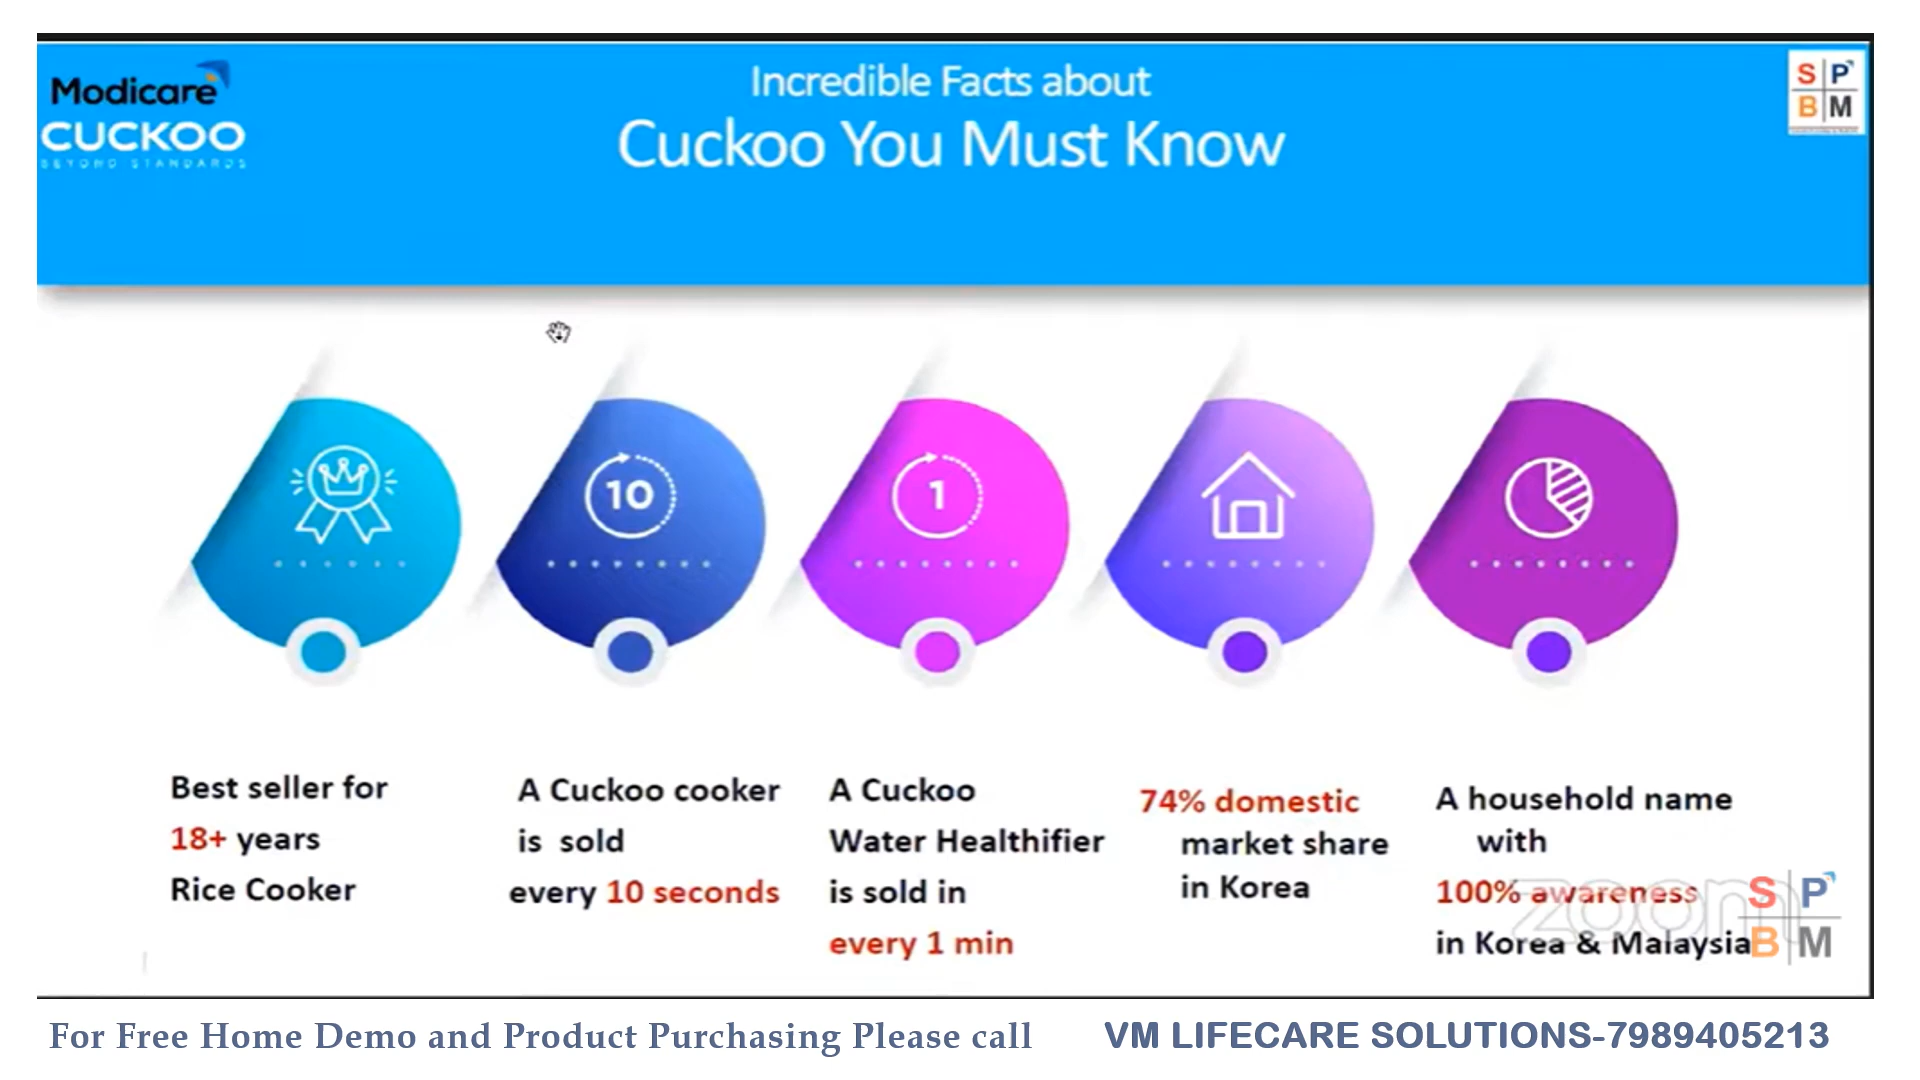 Modicare
CUCKOO
BEYOND STANDARDS
Incredible Facts about
Cuckoo You Must Know
S P
B M
10
1
Best seller for
18+ years
Rice Cooker
A Cuckoo cooker
is sold
every 10 seconds
A Cuckoo
Water Healthifier
is sold in
every 1 min
74% domestic
market share
in Korea
A household name
with
100% awareness
in Korea & Malaysia
zoom
S P
B M
For Free Home Demo and Product Purchasing Please call
VM LIFECARE SOLUTIONS-7989405213